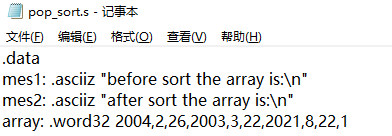 pop_sort.s - 记事本
文件(F) 编辑(E) 格式(O) 查看(V) 帮助(H)
.data
mes1: .asciiz "before sort the array is:\n"
mes2: .asciiz "after sort the array is:\n"
array: .word32 2004,2,26,2003,3,22,2021,8,22,1